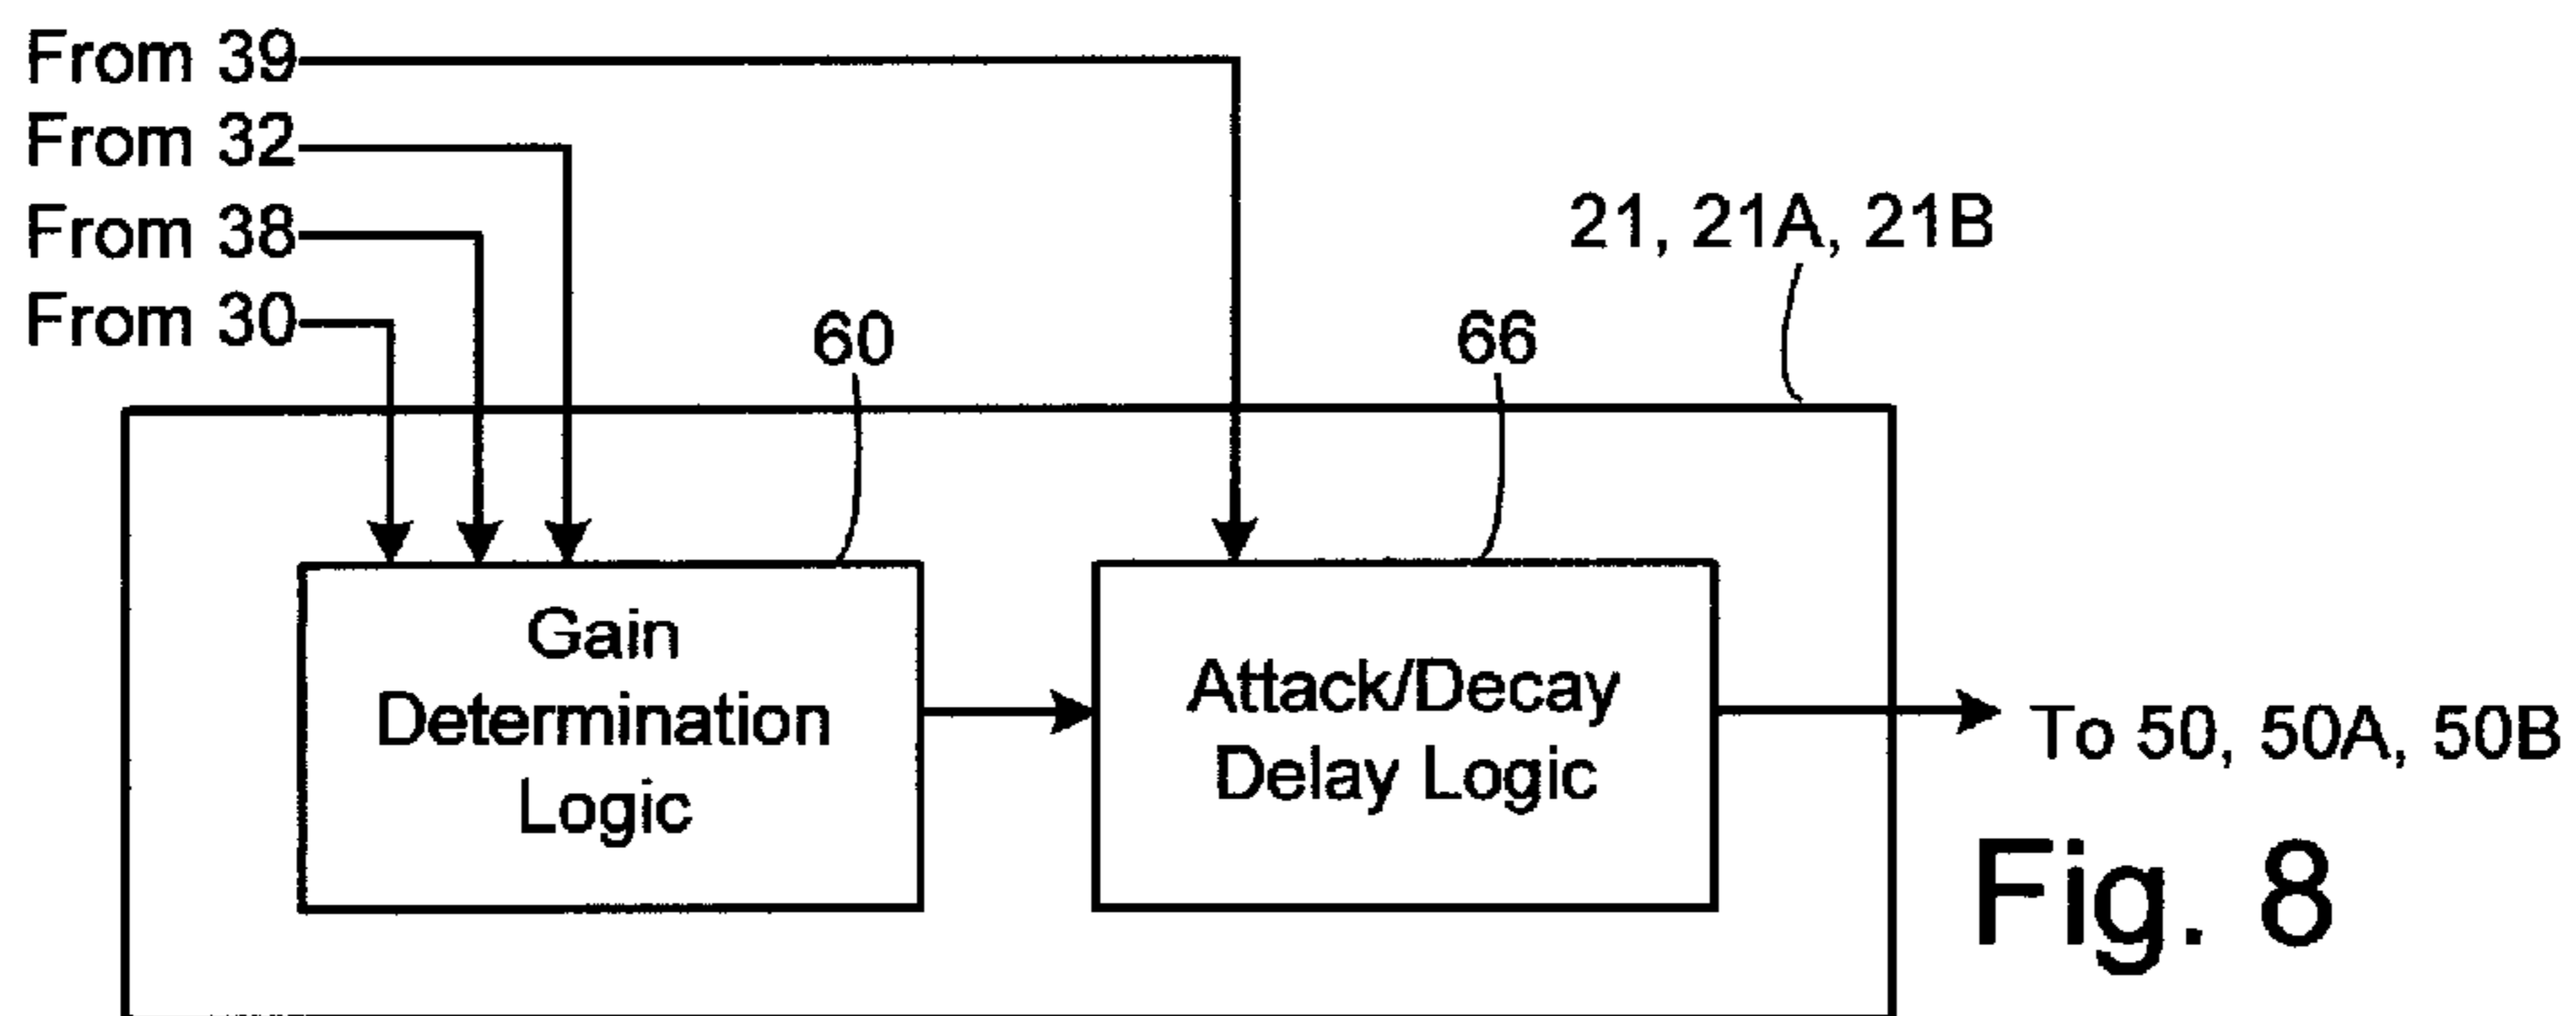 From 39
From 32
From 38
From 30
21, 21A, 21B
60
66
Gain
Determination
Logic
Attack/Decay
Delay Logic
To 50, 50A, 50B
Fig. 8